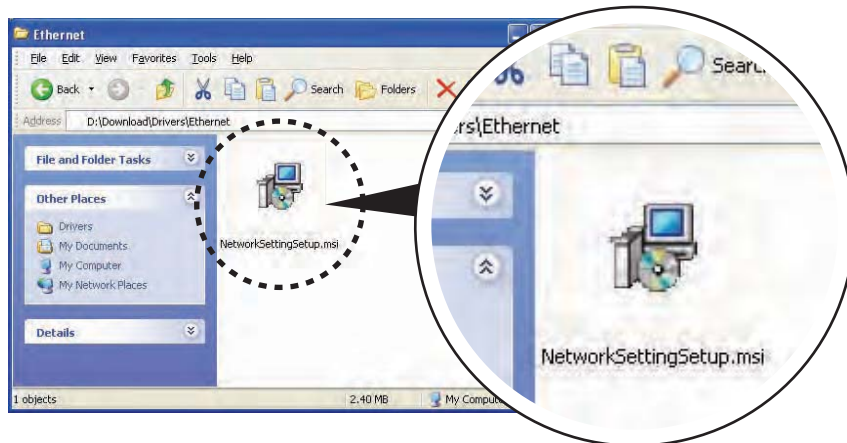 Ethernet
File Edit View Favorites Tools Help
Back Search Folders
Address D:\Download\Drivers\Ethernet
File and Folder Tasks
Other Places
Drivers
My Documents
My Computer
My Network Places
Details
NetworkSettingSetup.msi
1 objects 2.40 MB My Comput
Sear
rs\Ethernet
NetworkSettingSetup.msi